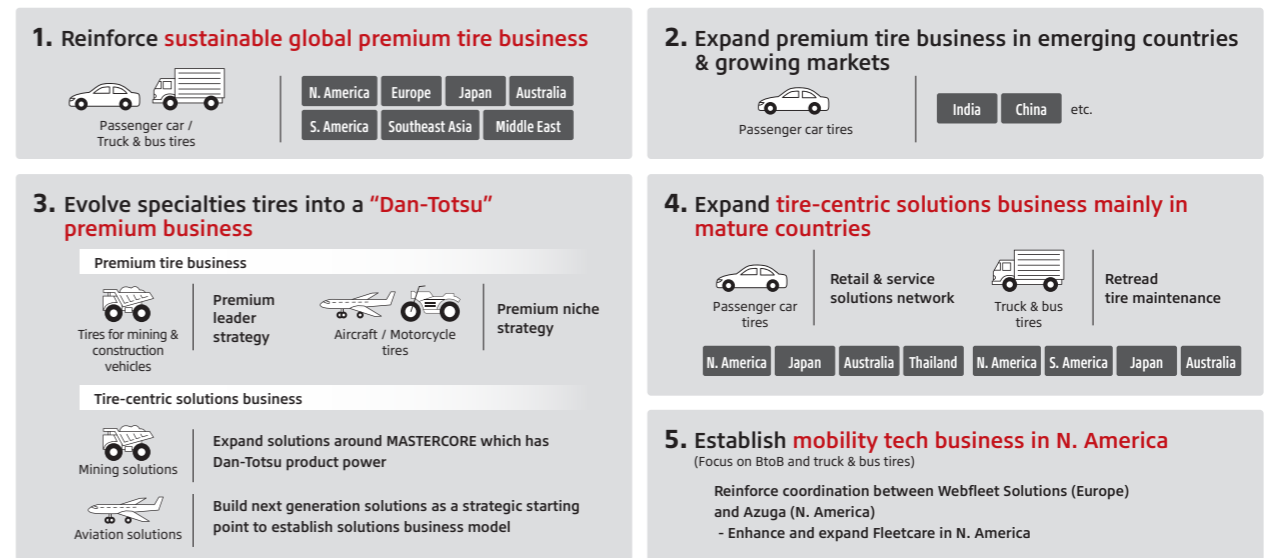 1. Reinforce sustainable global premium tire business
Passenger car /
Truck & bus tires
N. America Europe Japan Australia
S. America Southeast Asia Middle East
2. Expand premium tire business in emerging countries
& growing markets
Passenger car tires
India China etc.
3. Evolve specialties tires into a “Dan-Totsu”
premium business
Premium tire business
Tires for mining &
construction
vehicles
Premium
leader
strategy
Aircraft / Motorcycle
tires
Premium niche
strategy
Tire-centric solutions business
Mining solutions
Expand solutions around MASTERCORE which has
Dan-Totsu product power
Aviation solutions
Build next generation solutions as a strategic starting
point to establish solutions business model
4. Expand tire-centric solutions business mainly in
mature countries
Passenger car
tires
Retail & service
solutions network
Truck & bus
tires
Retread
tire maintenance
N. America Japan Australia Thailand N. America S. America Japan Australia
5. Establish mobility tech business in N. America
(Focus on BtoB and truck & bus tires)
Reinforce coordination between Webfleet Solutions (Europe)
and Azuga (N. America)
- Enhance and expand Fleetcare in N. America